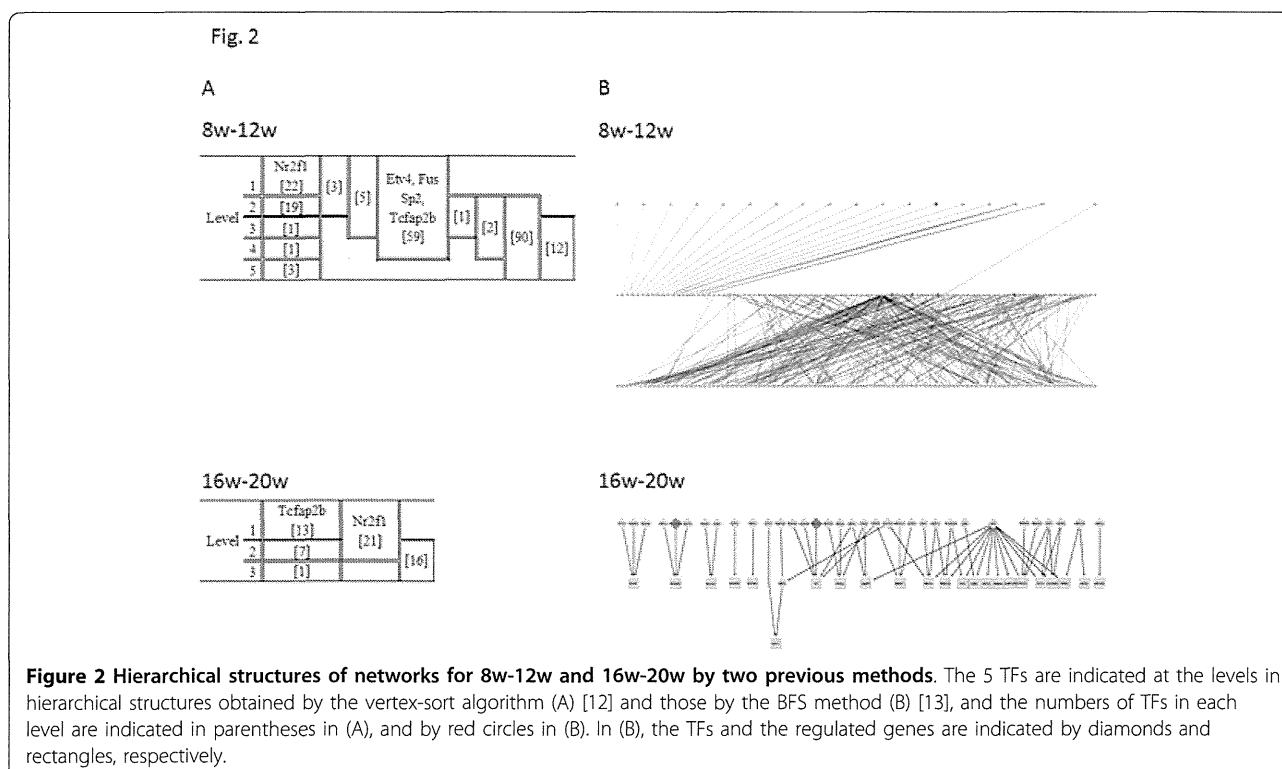 Fig. 2
A
B
8w-12w
8w-12w
Nr2f1
1 [22]
2 [19]
Level
3 [1]
4 [1]
5 [3]
[3]
[5]
Etv4, Fus
Sp2,
Tcfap2b
[59]
[1]
[2]
[90]
[12]
16w-20w
16w-20w
Tcfap2b
1 [13]
Level
2 [7]
3 [1]
Nr2f1
[21]
[16]
Figure 2 Hierarchical structures of networks for 8w-12w and 16w-20w by two previous methods. The 5 TFs are indicated at the levels in
hierarchical structures obtained by the vertex-sort algorithm (A) [12] and those by the BFS method (B) [13], and the numbers of TFs in each
level are indicated in parentheses in (A), and by red circles in (B). In (B), the TFs and the regulated genes are indicated by diamonds and
rectangles, respectively.